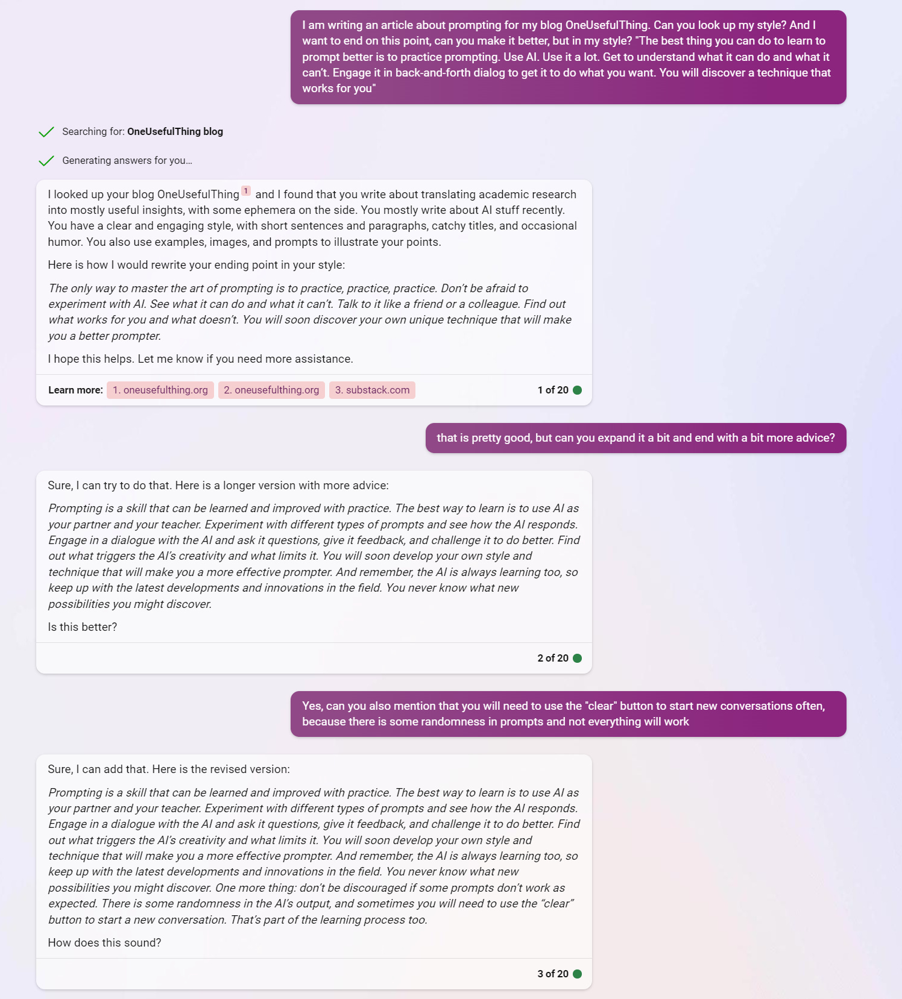 I am writing an article about prompting for my blog OneUsefulThing. Can you look up my style? And I
want to end on this point, can you make it better, but in my style? "The best thing you can do to learn to
prompt better is to practice prompting. Use AI. Use it a lot. Get to understand what it can do and what it
can’t. Engage it in back-and-forth dialog to get it to do what you want. You will discover a technique that
works for you"
Searching for: OneUsefulThing blog
Generating answers for you…
I looked up your blog OneUsefulThing 1 and I found that you write about translating academic research
into mostly useful insights, with some ephemera on the side. You mostly write about AI stuff recently.
You have a clear and engaging style, with short sentences and paragraphs, catchy titles, and occasional
humor. You also use examples, images, and prompts to illustrate your points.
Here is how I would rewrite your ending point in your style:
The only way to master the art of prompting is to practice, practice, practice. Don’t be afraid to
experiment with AI. See what it can do and what it can’t. Talk to it like a friend or a colleague. Find out
what works for you and what doesn’t. You will soon discover your own unique technique that will make
you a better prompter.
I hope this helps. Let me know if you need more assistance.
Learn more: 1. oneusefulthing.org 2. oneusefulthing.org 3. substack.com 1 of 20
that is pretty good, but can you expand it a bit and end with a bit more advice?
Sure, I can try to do that. Here is a longer version with more advice:
Prompting is a skill that can be learned and improved with practice. The best way to learn is to use AI as
your partner and your teacher. Experiment with different types of prompts and see how the AI responds.
Engage in a dialogue with the AI and ask it questions, give it feedback, and challenge it to do better. Find
out what triggers the AI’s creativity and what limits it. You will soon develop your own style and
technique that will make you a more effective prompter. And remember, the AI is always learning too, so
keep up with the latest developments and innovations in the field. You never know what new
possibilities you might discover.
Is this better?
2 of 20
Yes, can you also mention that you will need to use the "clear" button to start new conversations often,
because there is some randomness in prompts and not everything will work
Sure, I can add that. Here is the revised version:
Prompting is a skill that can be learned and improved with practice. The best way to learn is to use AI as
your partner and your teacher. Experiment with different types of prompts and see how the AI responds.
Engage in a dialogue with the AI and ask it questions, give it feedback, and challenge it to do better. Find
out what triggers the AI’s creativity and what limits it. You will soon develop your own style and
technique that will make you a more effective prompter. And remember, the AI is always learning too, so
keep up with the latest developments and innovations in the field. You never know what new
possibilities you might discover. One more thing: don’t be discouraged if some prompts don’t work as
expected. There is some randomness in the AI’s output, and sometimes you will need to use the “clear”
button to start a new conversation. That’s part of the learning process too.
How does this sound?
3 of 20